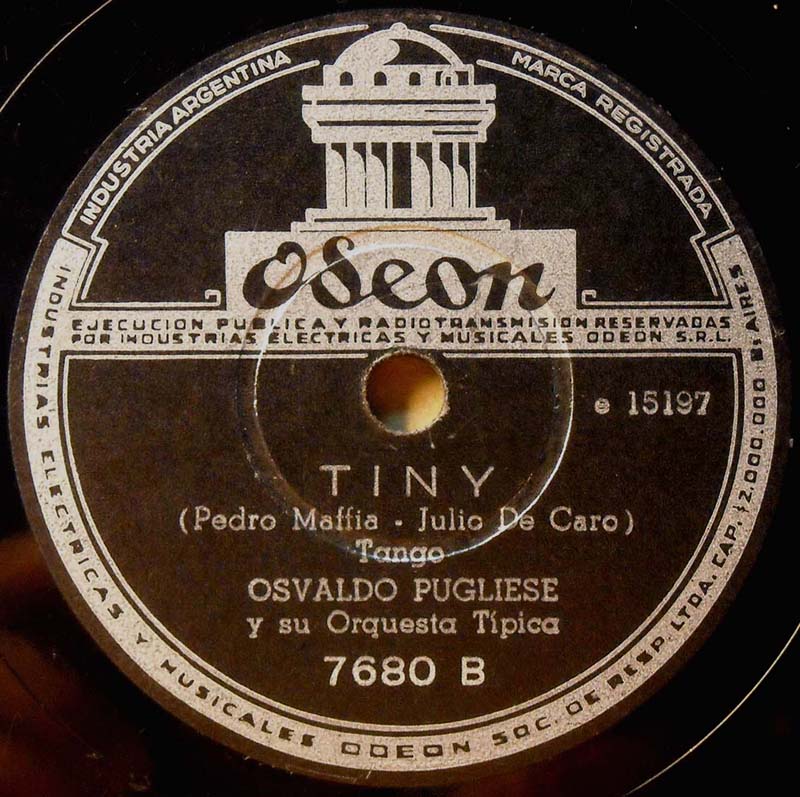 INDUSTRIA ARGENTINA
MARCA REGISTRADA
Odeon
EJECUCION PUBLICA Y RADIOTRANSMISION RESERVADAS
POR INDUSTRIAS ELECTRICAS Y MUSICALES ODEON S.R.L.
e 15197
TINY
(Pedro Maffia - Julio De Caro)
Tango
OSVALDO PUGLIESE
y su Orquesta Típica
7680 B
INDUSTRIAS ELECTRICAS Y MUSICALES ODEON SOC. DE RESP. LTDA. CAP. $2.000.000 Bs AIRES